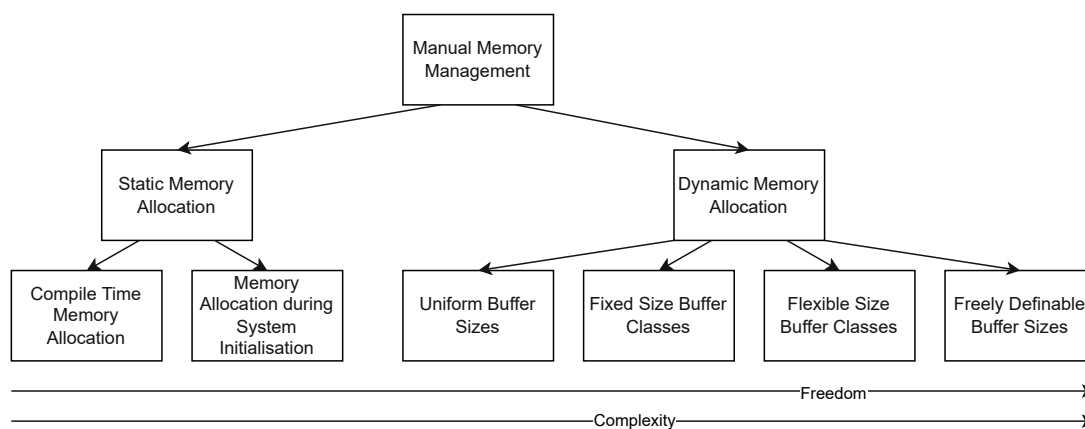 Manual Memory
Management
Static Memory
Allocation
Dynamic Memory
Allocation
Compile Time
Memory
Allocation
Memory
Allocation during
System
Initialisation
Uniform Buffer
Sizes
Fixed Size Buffer
Classes
Flexible Size
Buffer Classes
Freely Definable
Buffer Sizes
Freedom
Complexity